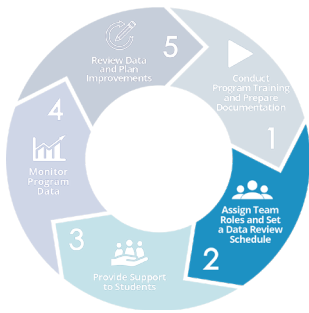 Conduct
Program Training
and Prepare
Documentation
1
Assign Team
Roles and Set
a Data Review
Schedule
2
3
Provide Support
to Students
4
Monitor
Program
Data
5
Review Data
and Plan
Improvements